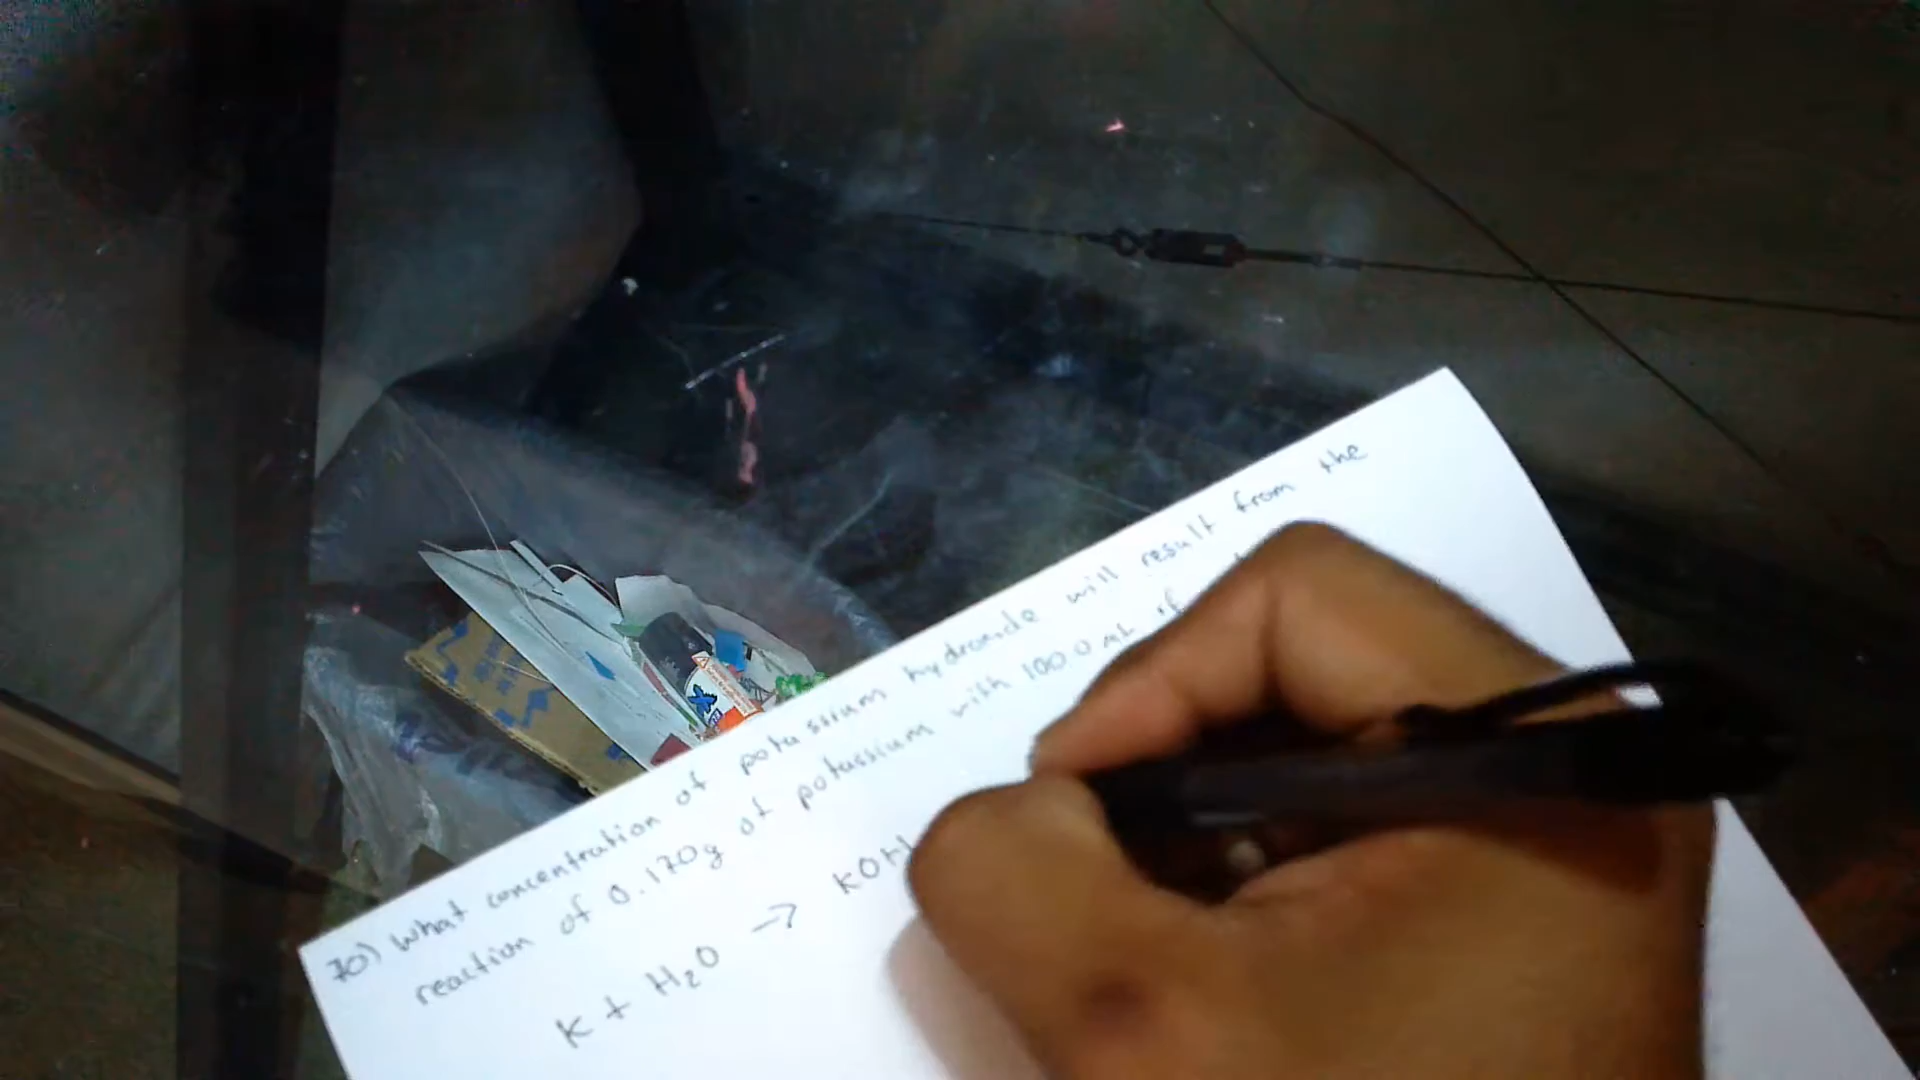 70) What concentration of potassium hydroxide will result from the
reaction of 0.170g of potassium with 100.0 mL of
K + H₂O → KOH